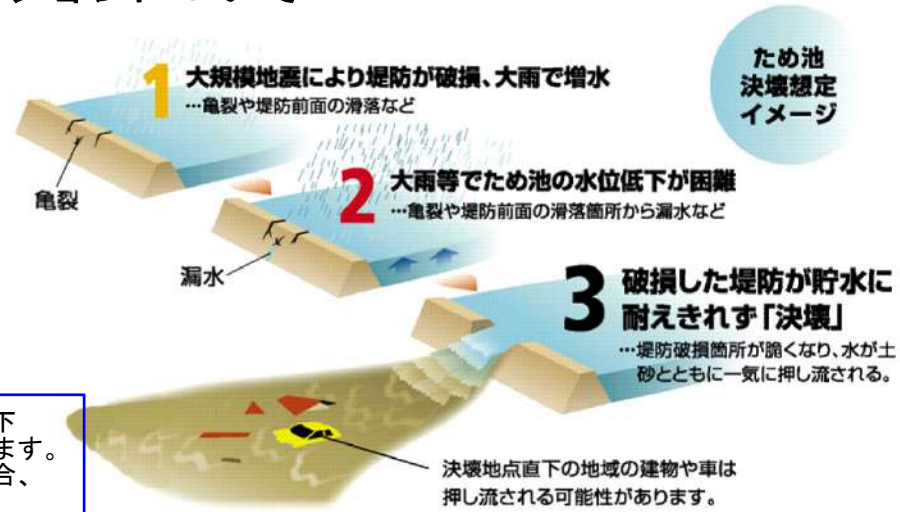 ため池
決壊想定
イメージ
1 大規模地震により堤防が破損、大雨で増水
…亀裂や堤防前面の滑落など
亀裂
2 大雨等でため池の水位低下が困難
…亀裂や堤防前面の滑落箇所から漏水など
漏水
3 破損した堤防が貯水に
耐えきれず「決壊」
…堤防破損箇所が脆くなり、水が土
砂とともに一気に押し流される。
下
ます。
合、
決壊地点直下の地域の建物や車は
押し流される可能性があります。